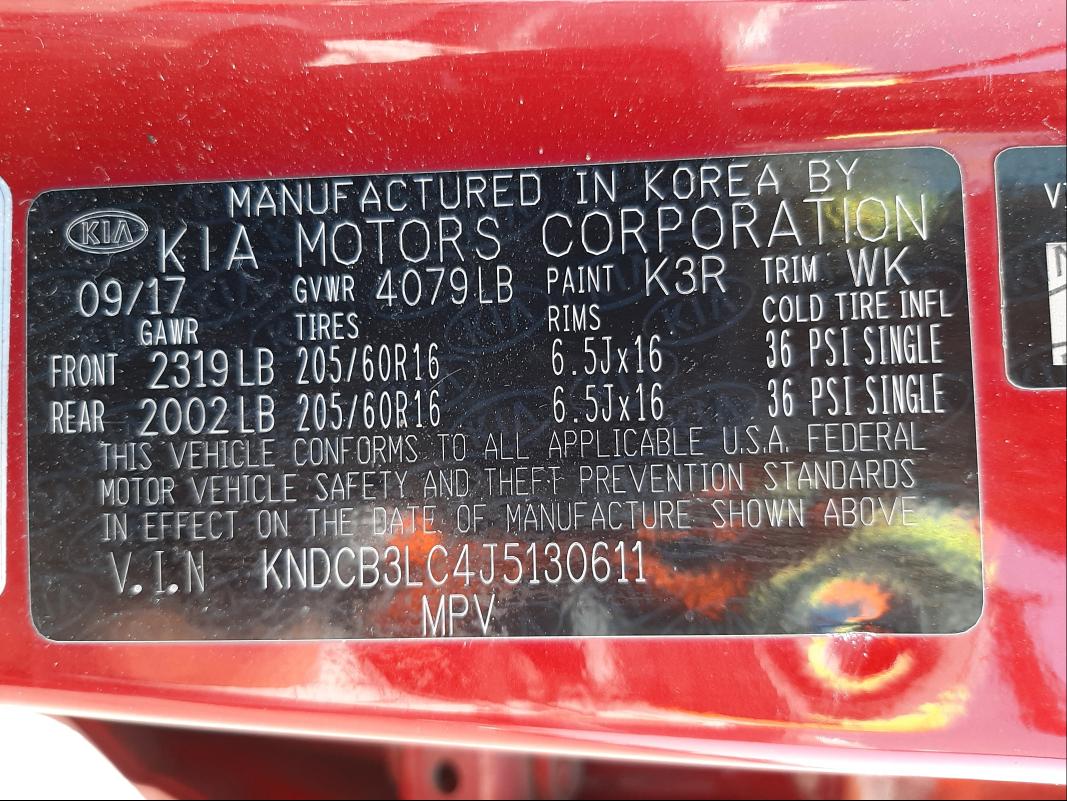 MANUFACTURED IN KOREA BY
KIA KIA MOTORS CORPORATION
09/17 GVWR 4079LB PAINT K3R TRIM WK
GAWR TIRES RIMS COLD TIRE INFL
FRONT 2319LB 205/60R16 6.5Jx16 36 PSI SINGLE
REAR 2002LB 205/60R16 6.5Jx16 36 PSI SINGLE
THIS VEHICLE CONFORMS TO ALL APPLICABLE U.S.A. FEDERAL
MOTOR VEHICLE SAFETY AND THEFT PREVENTION STANDARDS
IN EFFECT ON THE DATE OF MANUFACTURE SHOWN ABOVE
V.I.N KNDCB3LC4J5130611
MPV